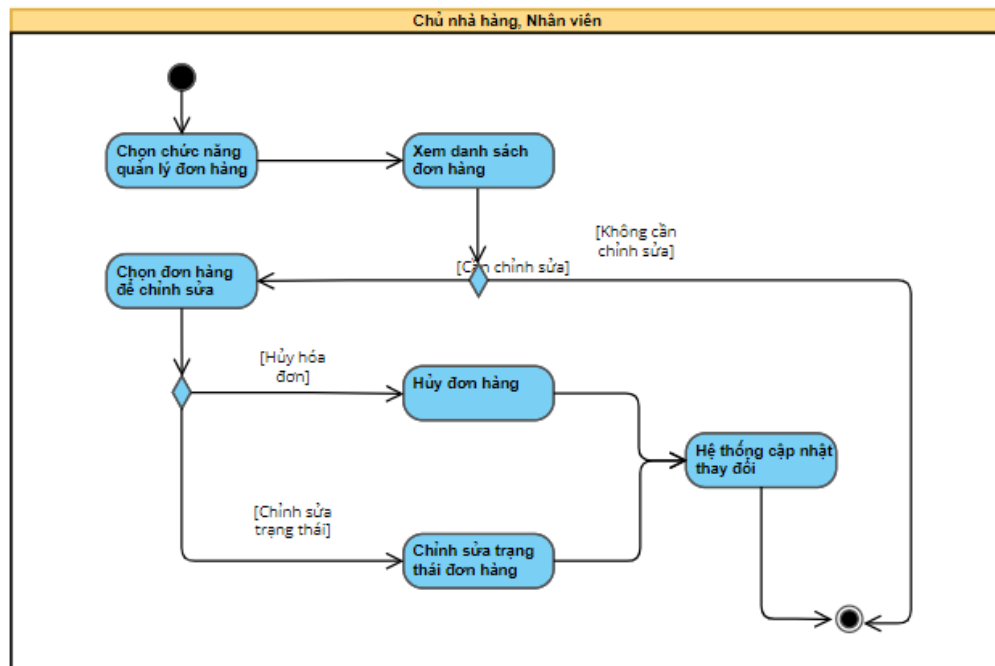 Chủ nhà hàng, Nhân viên
Chọn chức năng
quản lý đơn hàng
Xem danh sách
đơn hàng
[Không cần
chỉnh sửa]
[Cần chỉnh sửa]
Chọn đơn hàng
để chỉnh sửa
[Hủy hóa
đơn]
Hủy đơn hàng
Hệ thống cập nhật
thay đổi
[Chỉnh sửa
trạng thái]
Chỉnh sửa trạng
thái đơn hàng